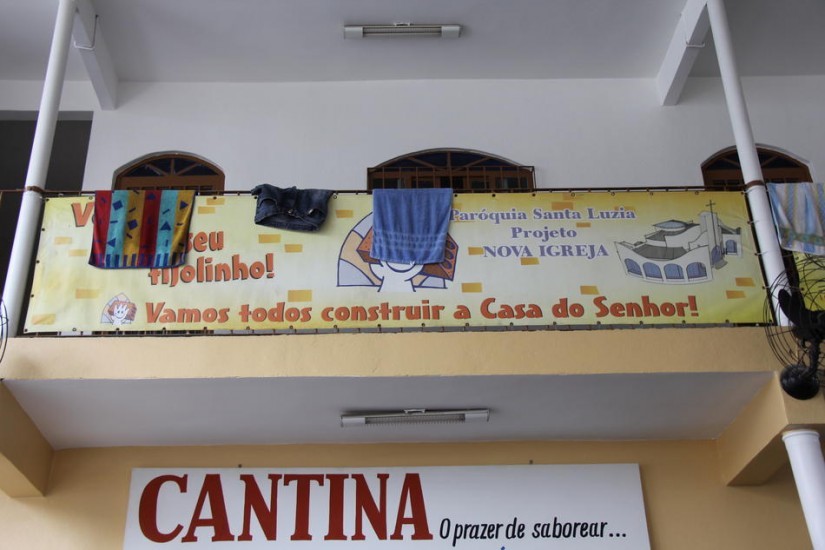 seu
tijolinho!
Paróquia Santa Luzia
Projeto
NOVA IGREJA
Vamos todos construir a Casa do Senhor!
CANTINA
O prazer de saborear...